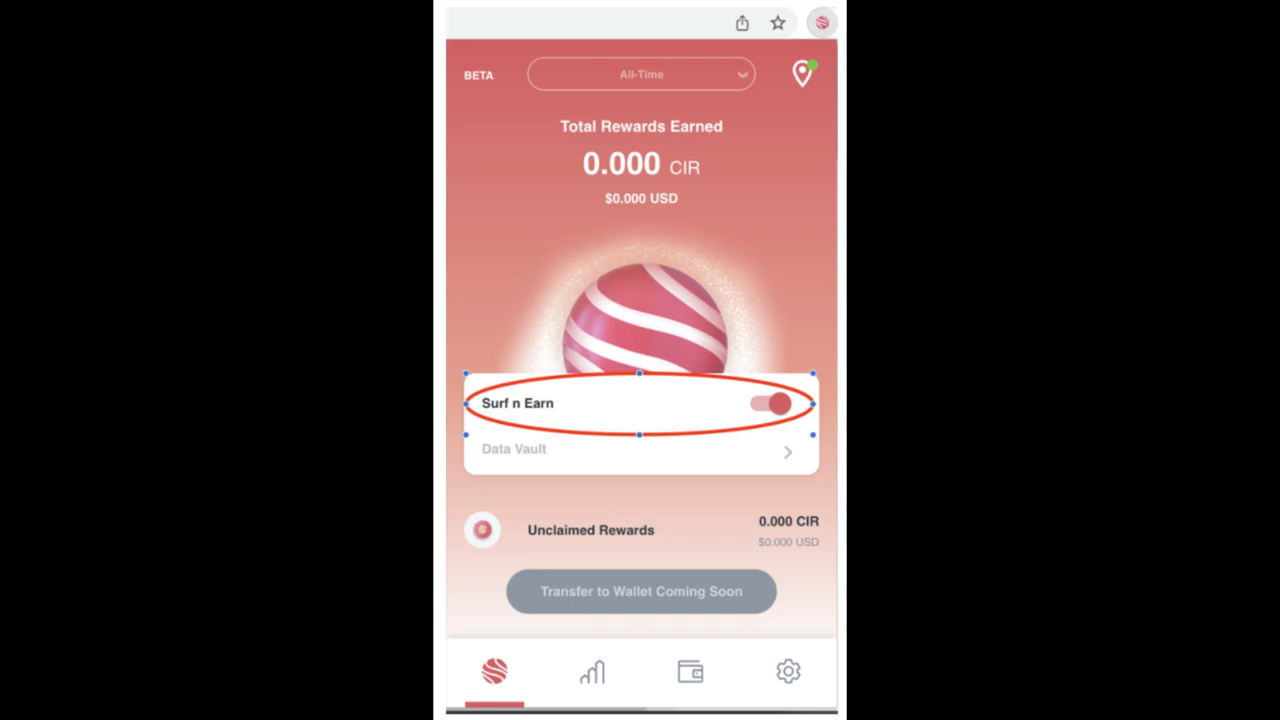 BETA
All-Time
Total Rewards Earned
0.000 CIR
$0.000 USD
Surf n Earn
Data Vault
Unclaimed Rewards
0.000 CIR
$0.000 USD
Transfer to Wallet Coming Soon